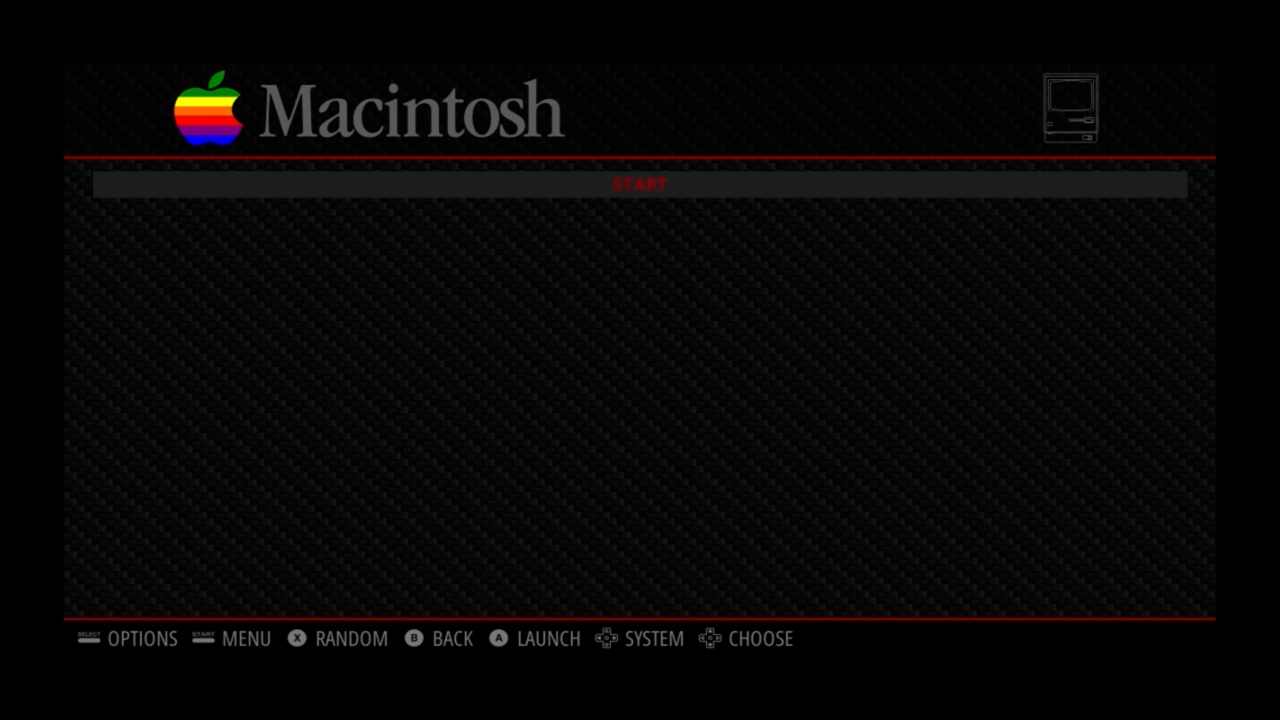 Macintosh
START
SELECT OPTIONS START MENU X RANDOM B BACK A LAUNCH SYSTEM CHOOSE